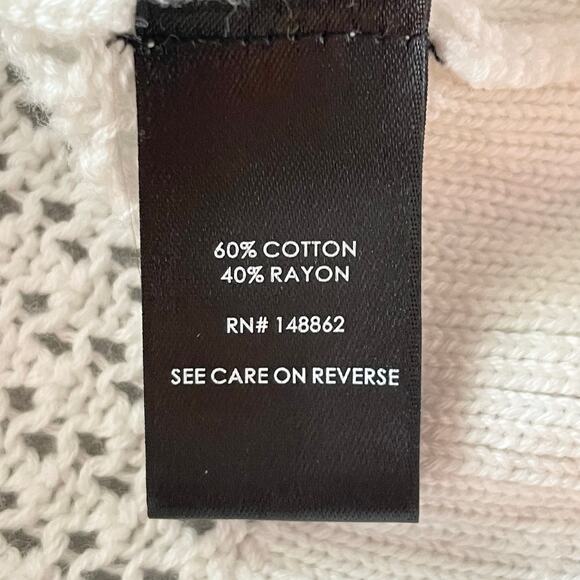 60% COTTON
40% RAYON
RN# 148862
SEE CARE ON REVERSE